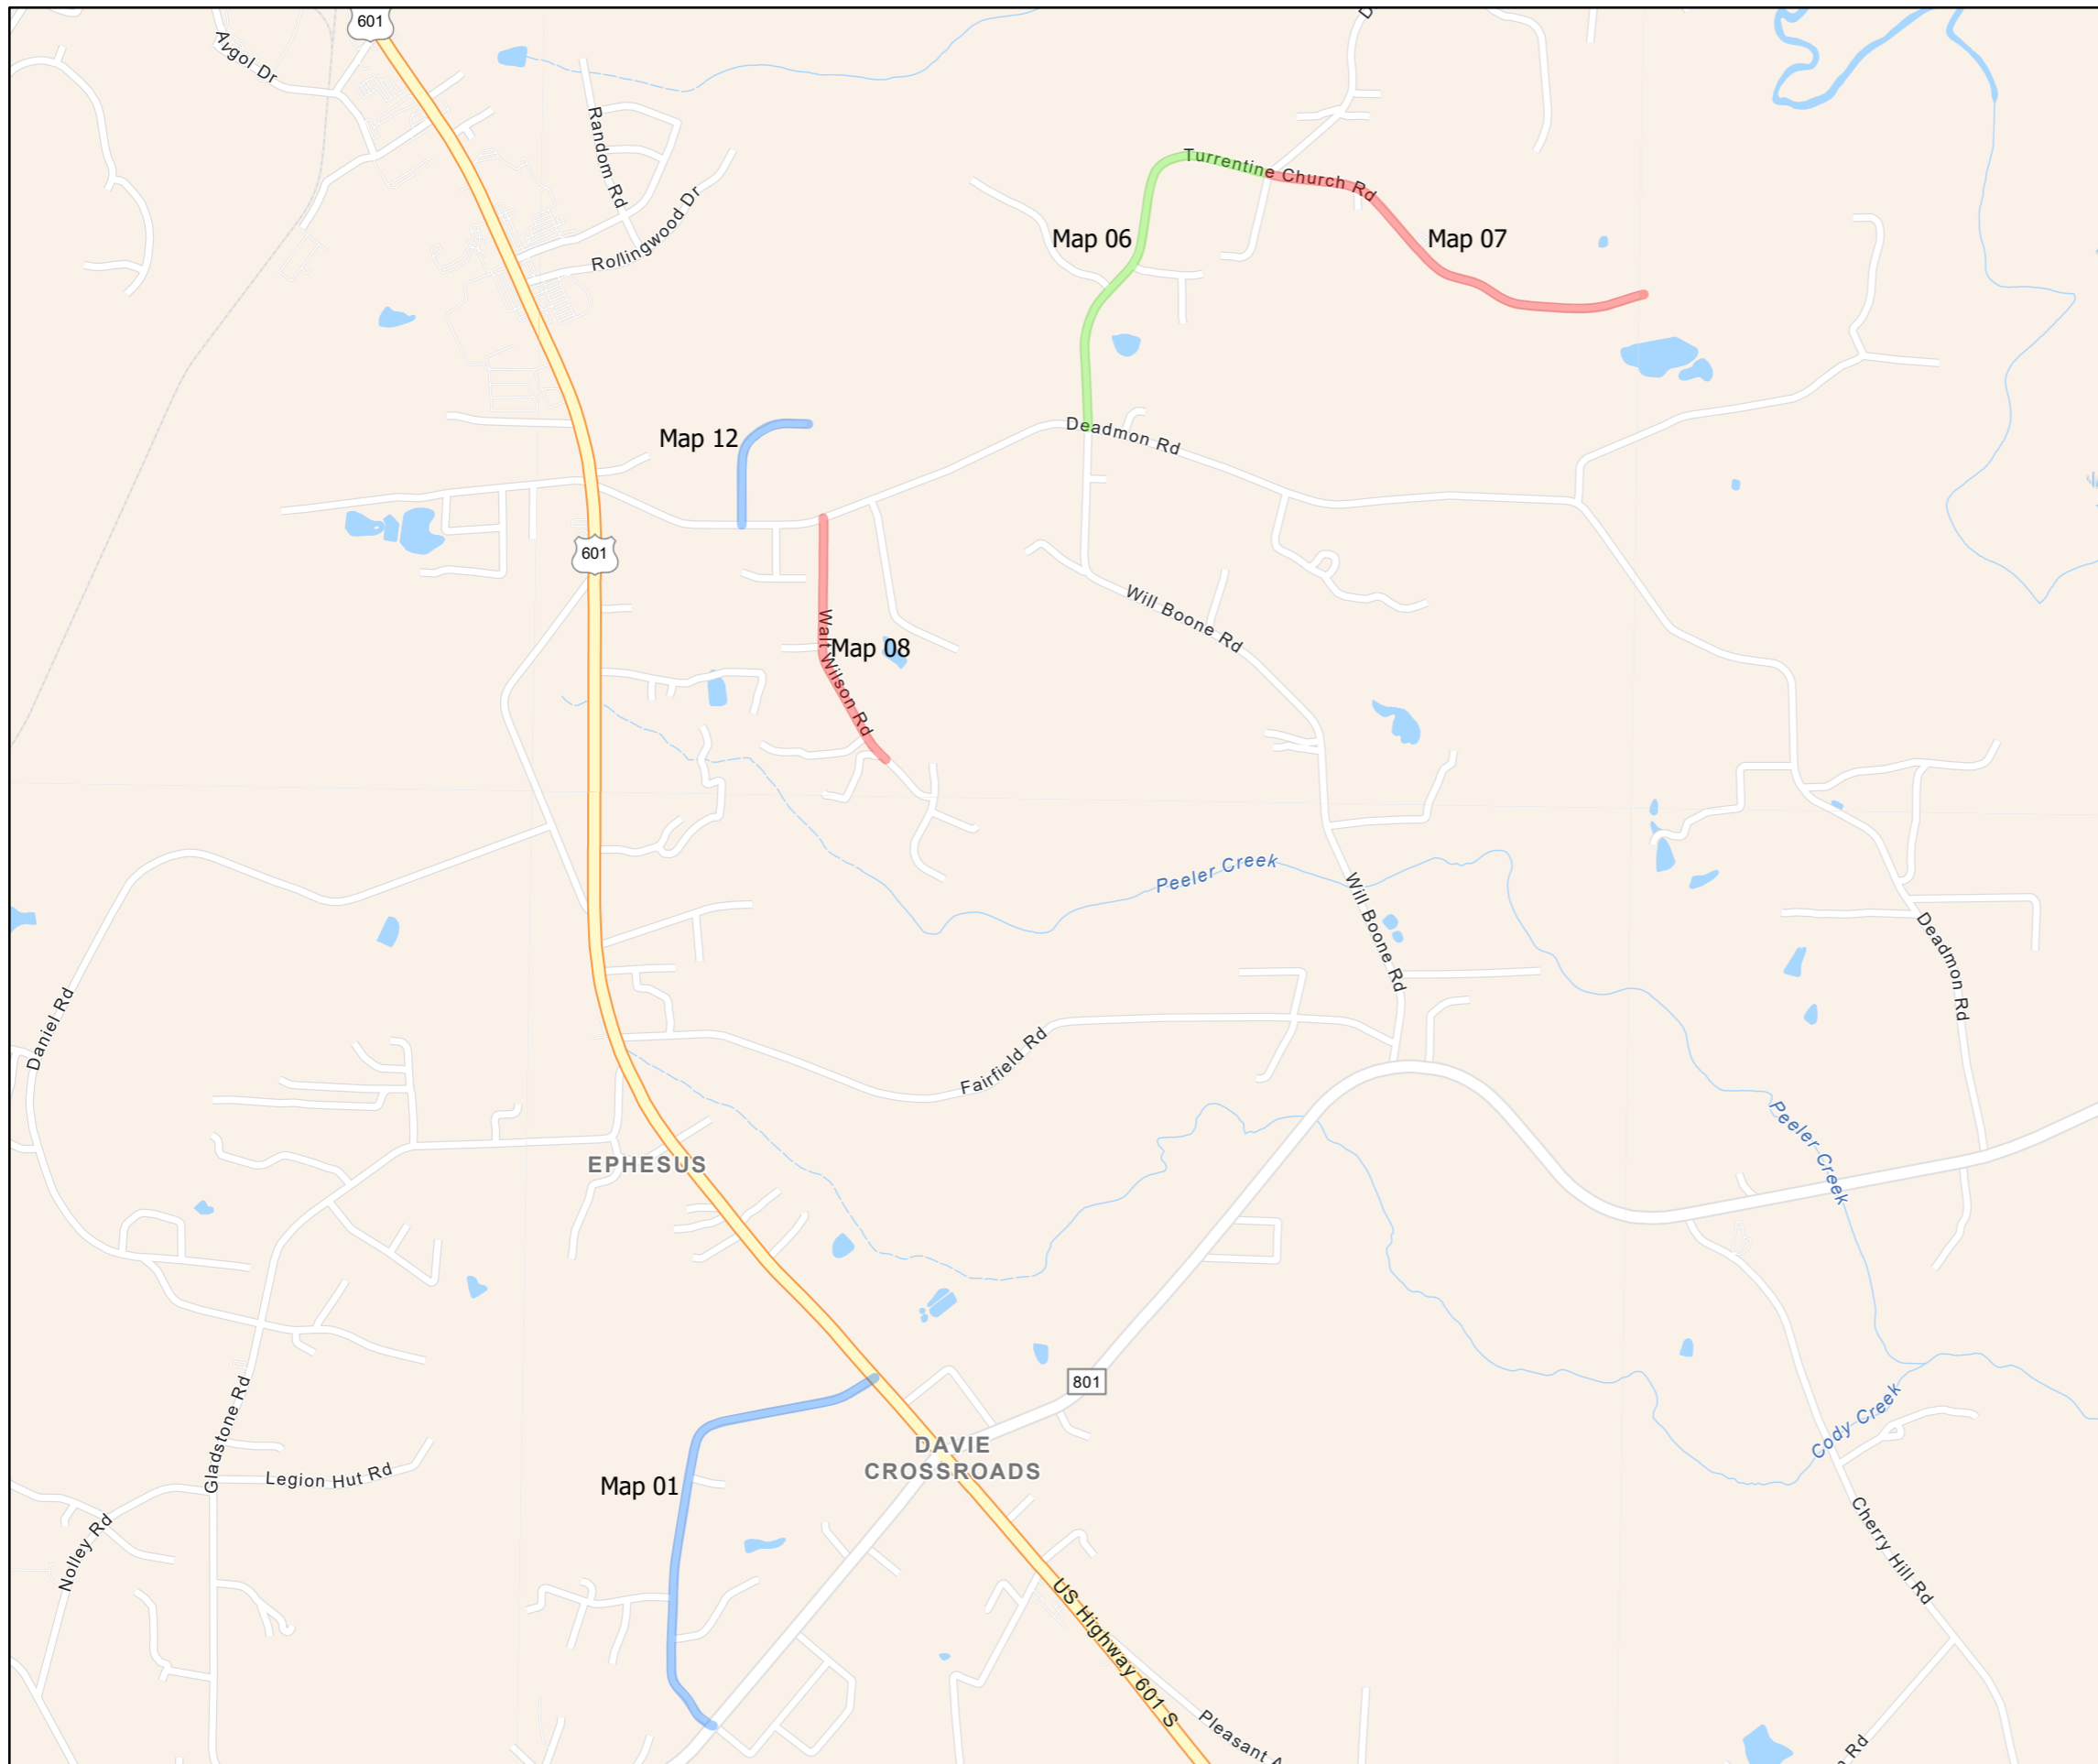 601
Avgol Dr
Random Rd
Rollingwood Dr
Turrentine Church Rd
Map 06
Map 07
Map 12
Deadmon Rd
601
Will Boone Rd
Walt Wilson Rd
Map 08
Peeler Creek
Will Boone Rd
Deadmon Rd
Daniel Rd
Fairfield Rd
Peeler Creek
EPHESUS
801
Gladstone Rd
Cody Creek
DAVIE
CROSSROADS
Legion Hut Rd
Map 01
Nolley Rd
Cherry Hill Rd
US Highway 601 S
Pleasant A
Rd